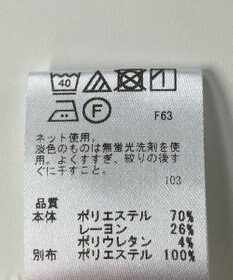 40
F
F63
ネット使用。
淡色のものは無蛍光洗剤を使
用。よくすすぎ、絞りの後す
ぐに干すこと。
103
品質
本体 ポリエステル 70%
レーヨン 26%
ポリウレタン 4%
別布 ポリエステル 100%